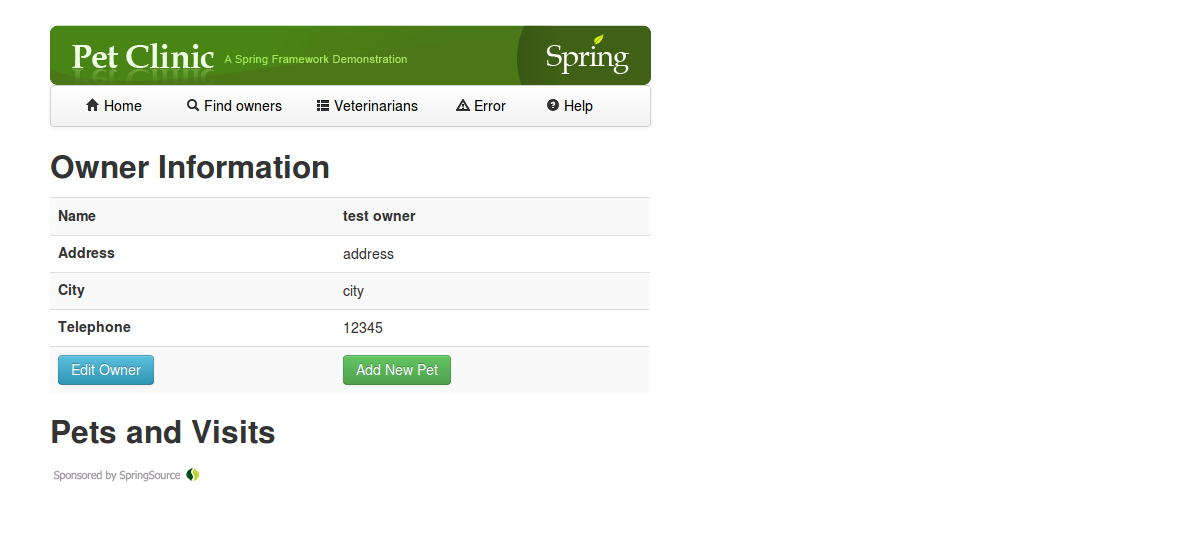 Pet Clinic A Spring Framework Demonstration Spring
Home Find owners Veterinarians Error Help
Owner Information
Name test owner
Address address
City city
Telephone 12345
Edit Owner Add New Pet
Pets and Visits
Sponsored by SpringSource